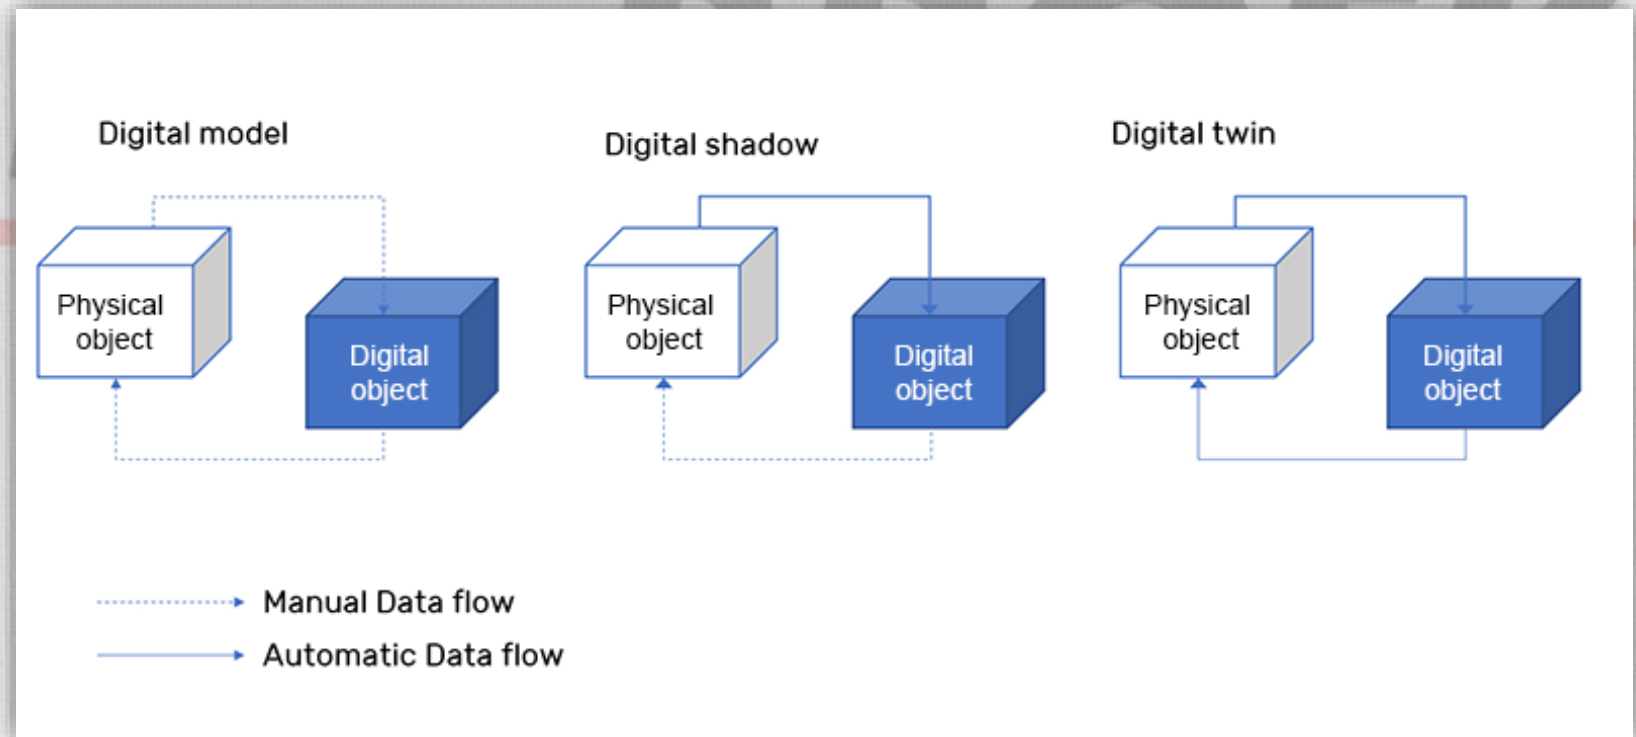 Digital model
Digital shadow
Digital twin
Physical
object
Digital
object
Physical
object
Digital
object
Physical
object
Digital
object
Manual Data flow
Automatic Data flow